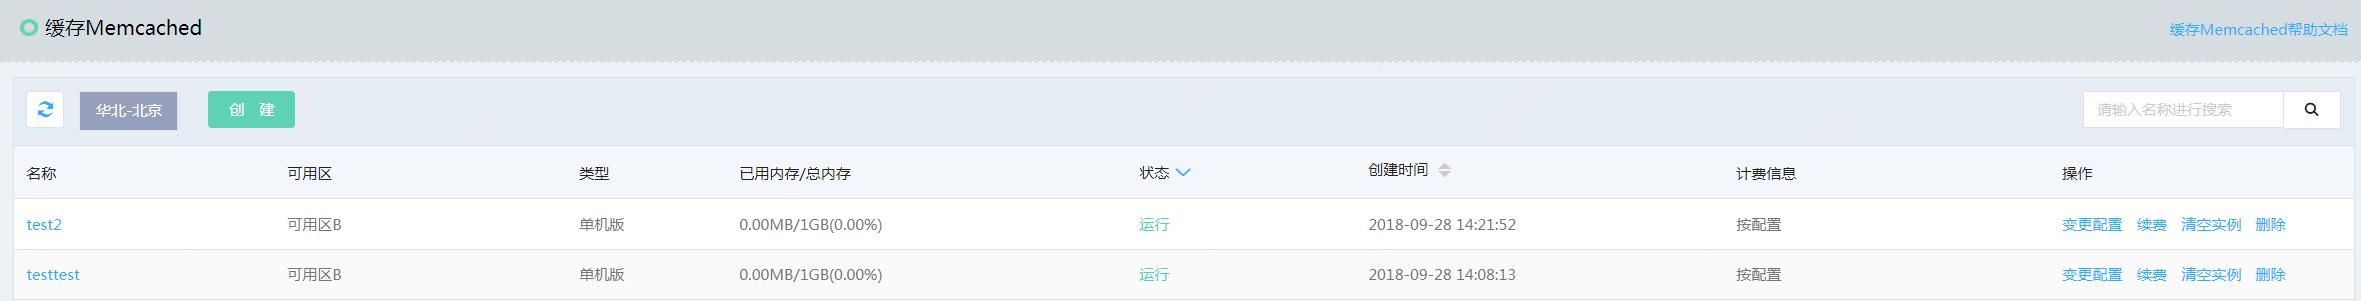 缓存Memcached 缓存Memcached帮助文档
华北-北京 创 建 请输入名称进行搜索
名称 可用区 类型 已用内存/总内存 状态 创建时间 计费信息 操作
test2 可用区B 单机版 0.00MB/1GB(0.00%) 运行 2018-09-28 14:21:52 按配置 变更配置 续费 清空实例 删除
testtest 可用区B 单机版 0.00MB/1GB(0.00%) 运行 2018-09-28 14:08:13 按配置 变更配置 续费 清空实例 删除